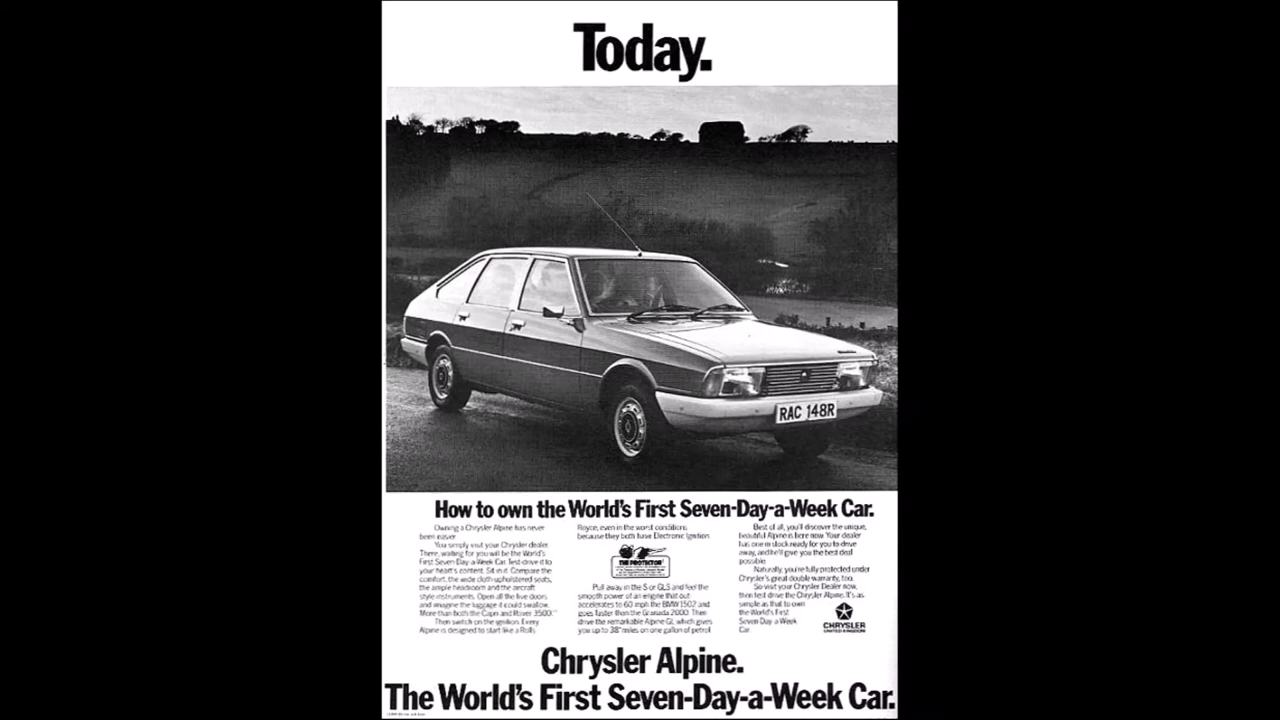 Today.
RAC 148R
How to own the World's First Seven-Day-a-Week Car.
Owning a Chrysler Alpine has never
been easier.
You simply visit your Chrysler dealer.
There, waiting for you will be the World's
First Seven-Day-a-Week Car. Test-drive it to
your heart's content. Sit in it. Compare the
comfort, the wide cloth-upholstered seats,
the ample headroom and the aircraft
style instruments. Open all the five doors
and imagine the luggage it could swallow.
More than both the Capri and Rover 3500.
Then switch on the ignition. Every
Alpine is designed to start like a Rolls
Royce, even in the worst conditions
because they both have Electronic Ignition
THE PROTECTOR
Pull away in the S or GLS and feel the
smooth power of an engine that out
accelerates to 60 mph the BMW 1502 and
goes faster than the Granada 2000. Then
drive the remarkable Alpine GL which gives
you up to 38 miles on one gallon of petrol
Best of all, you'll discover the unique,
beautiful Alpine is here now. Your dealer
has one in stock ready for you to drive
away, and he'll give you the best deal
possible.
Naturally, you're fully protected under
Chrysler's great double warranty, too.
So visit your Chrysler Dealer now,
then test drive the Chrysler Alpine. It's as
simple as that to own
the World's First
Seven-Day-a-Week
Car.
CHRYSLER
UNITED KINGDOM
Chrysler Alpine.
The World's First Seven-Day-a-Week Car.